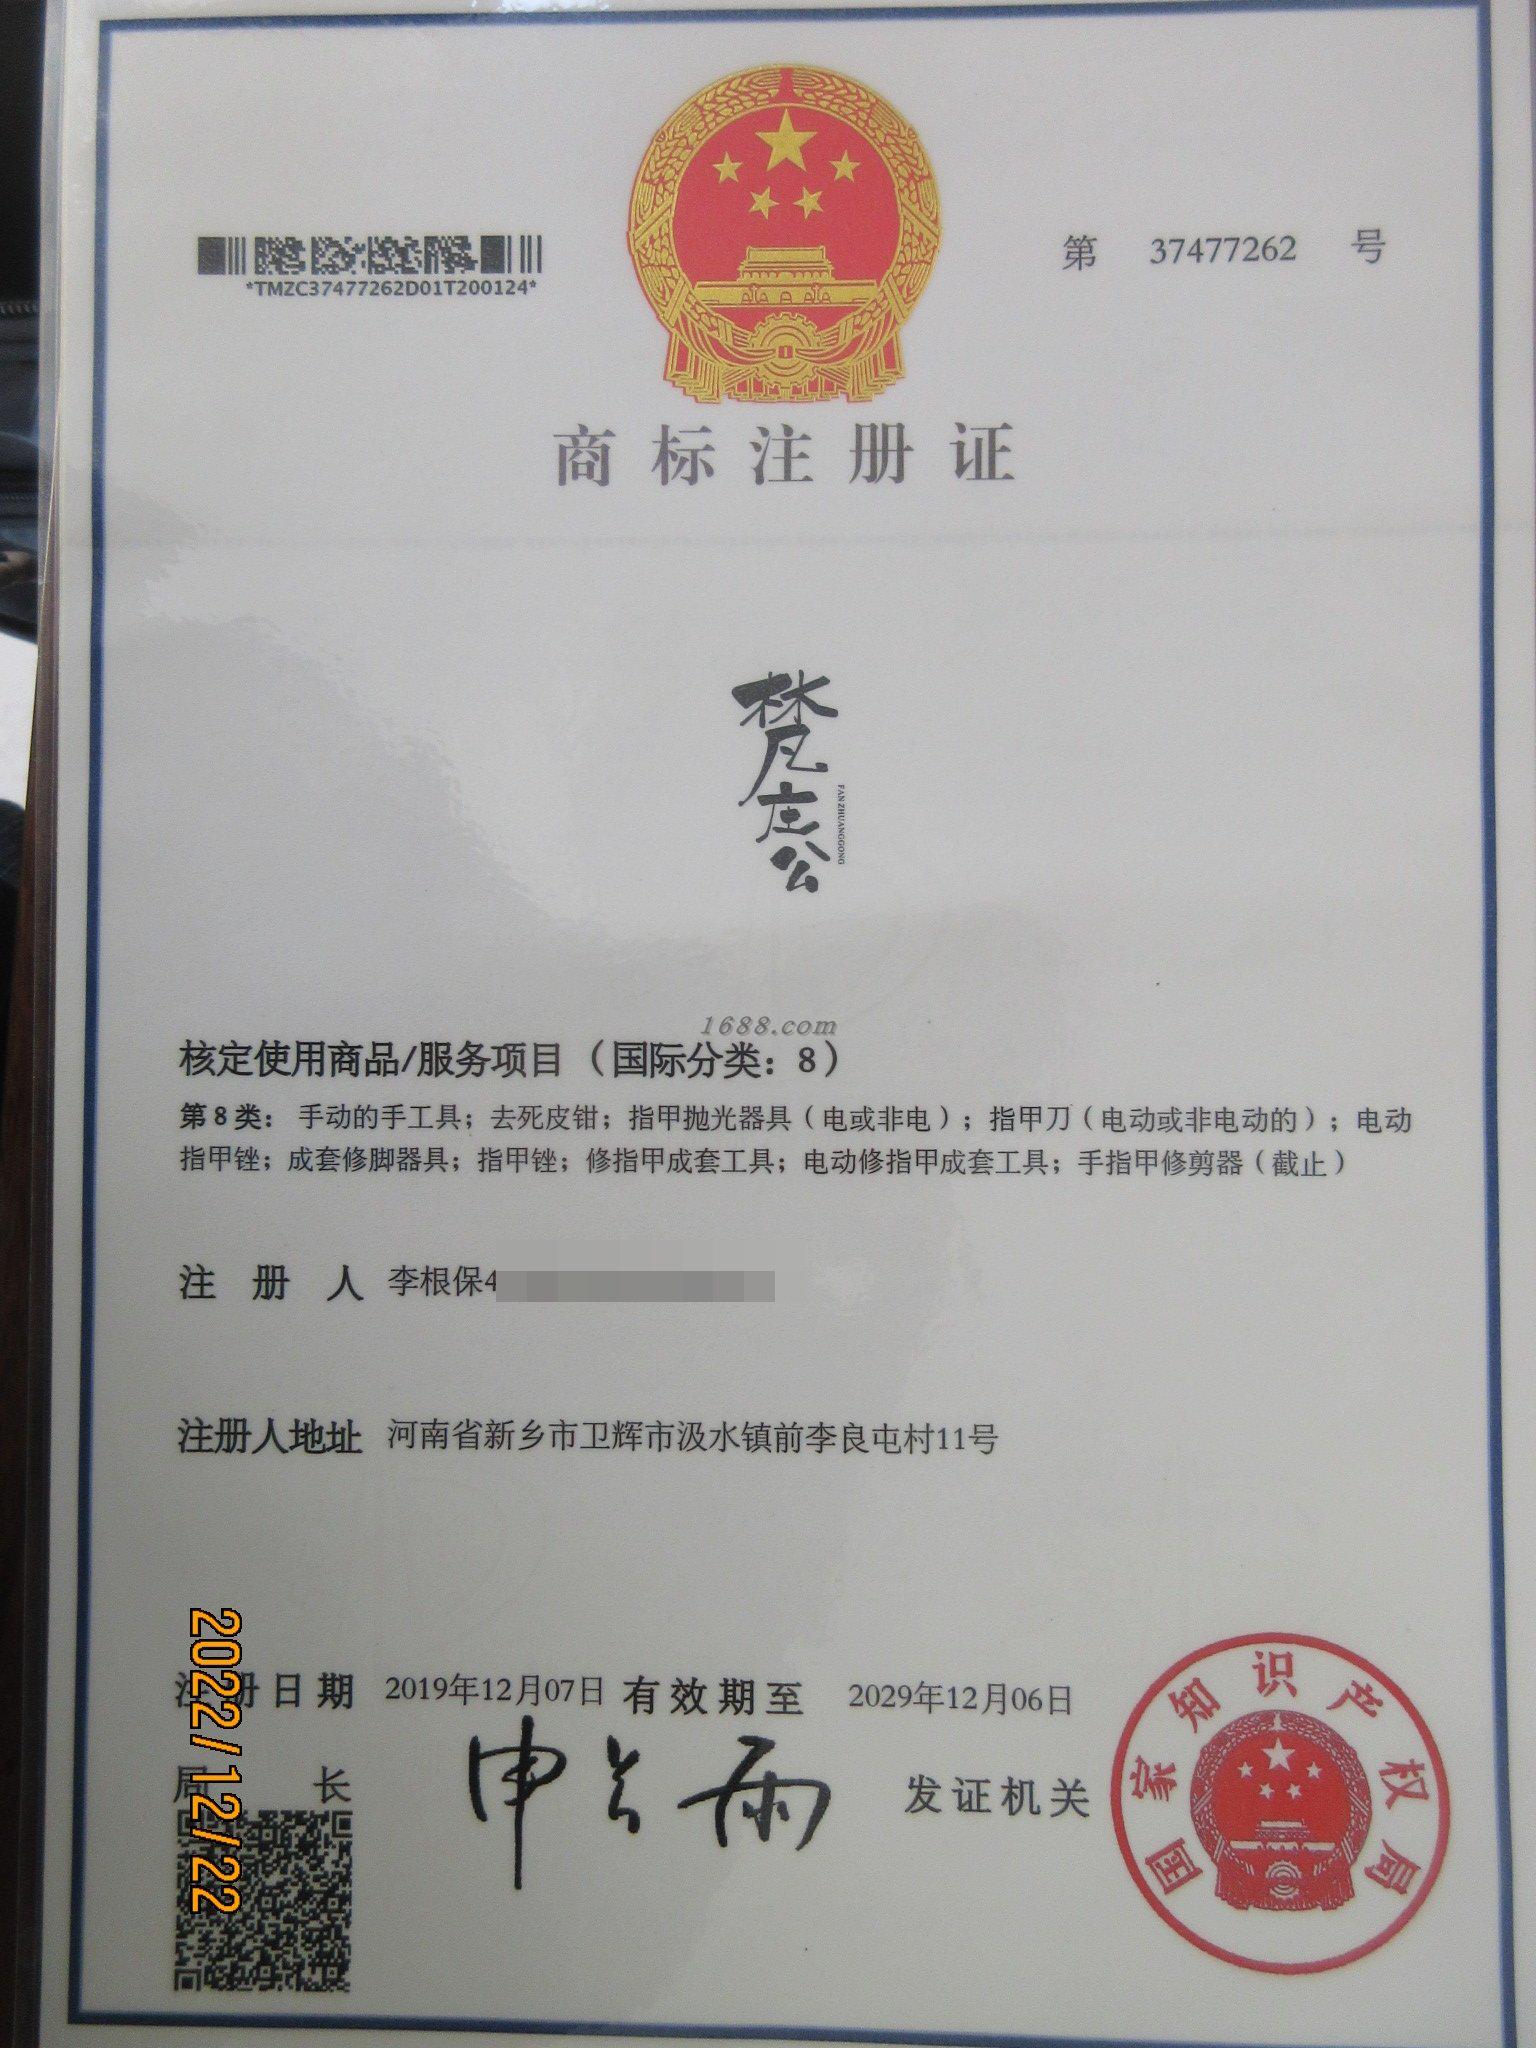 *TMZC37477262D01T200124*
第 37477262 号
商标注册证
梵庄公
FANZHUANGGONG
1688.com
核定使用商品/服务项目（国际分类：8）
第8类：手动的手工具；去死皮钳；指甲抛光器具（电或非电）；指甲刀（电动或非电动的）；电动
指甲锉；成套修脚器具；指甲锉；修指甲成套工具；电动修指甲成套工具；手指甲修剪器（截止）
注册人 李根保4
注册人地址 河南省新乡市卫辉市汲水镇前李良屯村11号
注册日期 2019年12月07日 有效期至 2029年12月06日
局长 申长雨 发证机关
国家知识产权局
2022/12/22